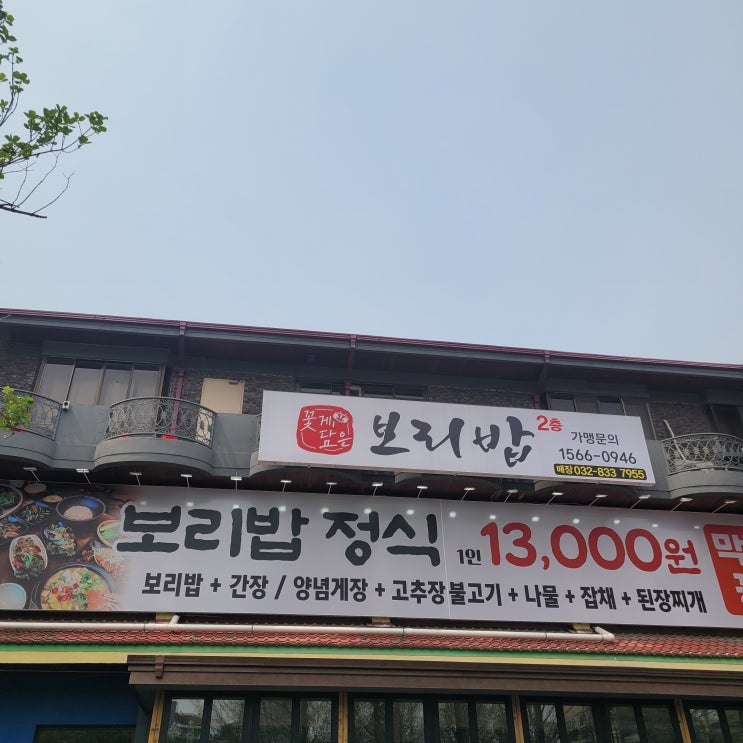 꽃게
담은
보리밥
2층
가맹문의
1566-0946
매장 032-833 7955
보리밥 정식 1인 13,000원
보리밥 + 간장 / 양념게장 + 고추장불고기 + 나물 + 잡채 + 된장찌개